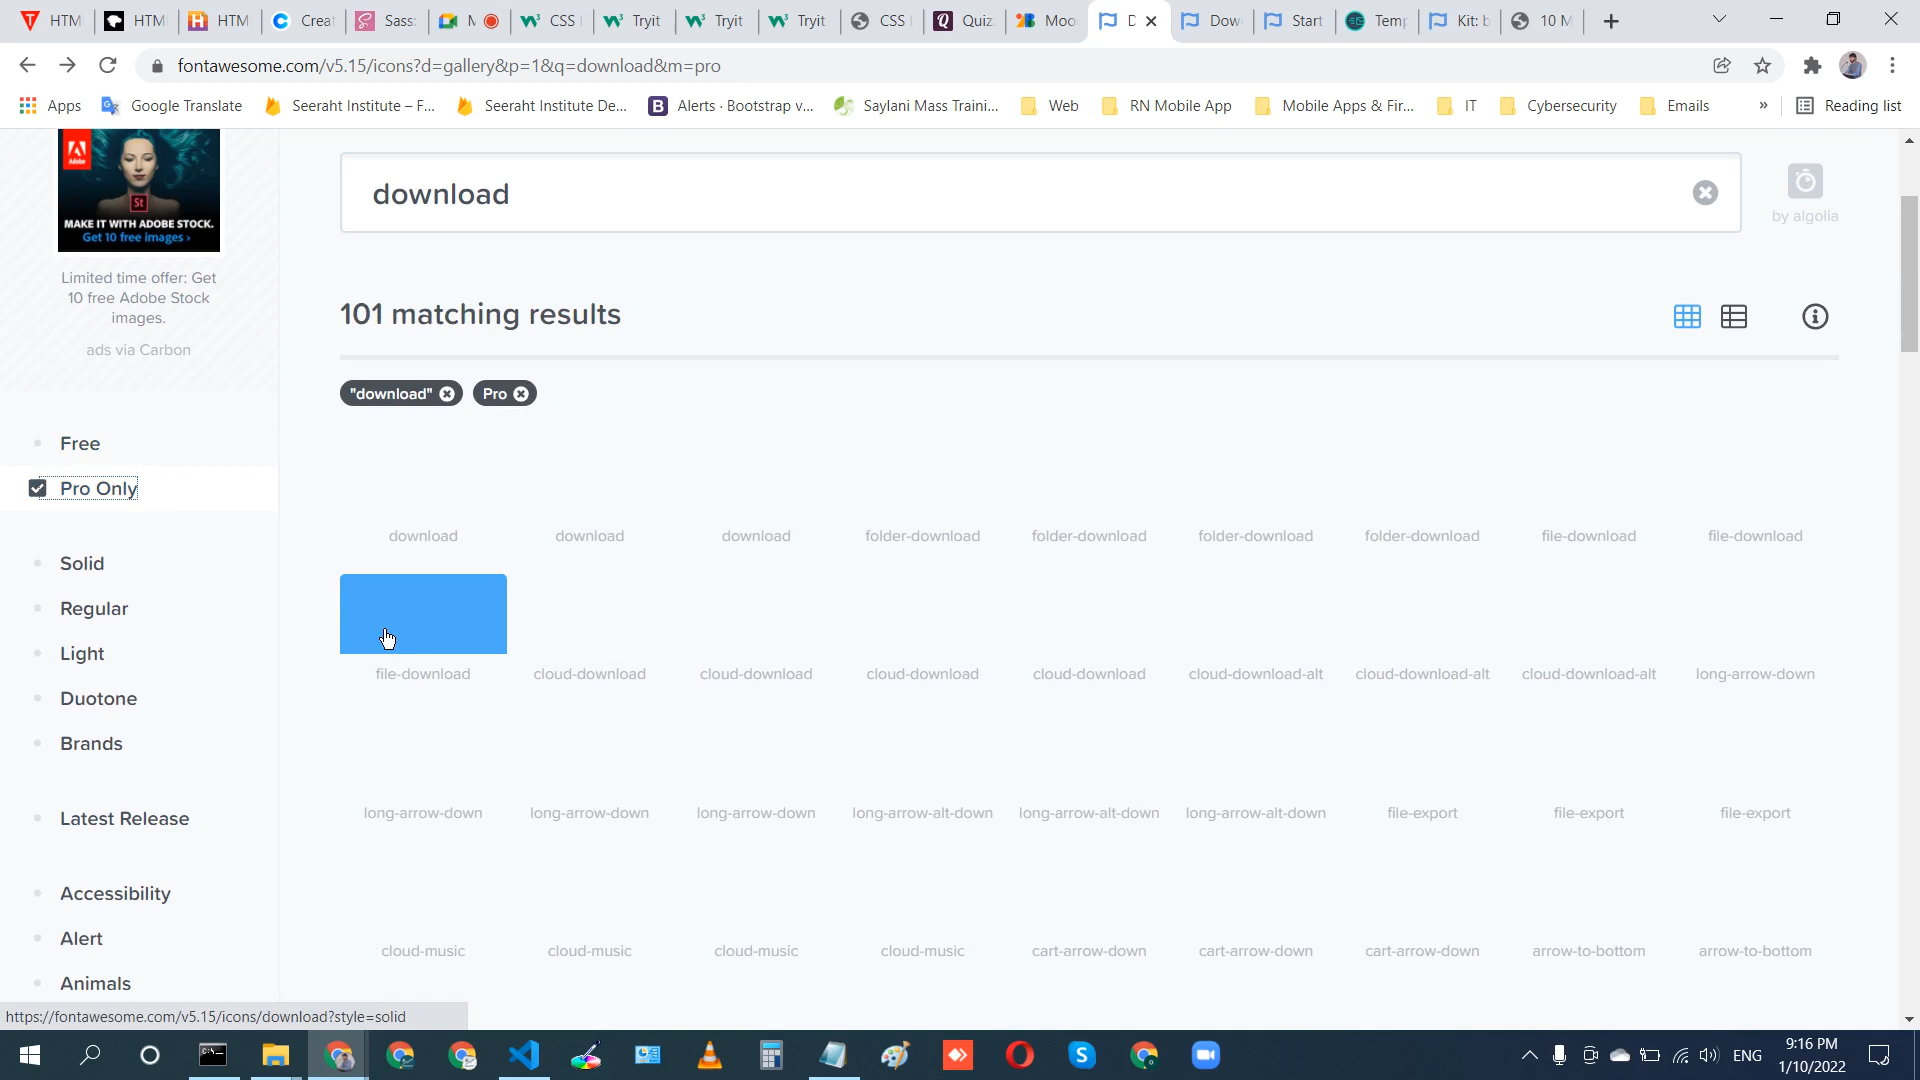 HTM HTM HTM Creat Sass: M CSS Tryit Tryit Tryit CSS Quiz Moo D Dow Start Temp Kit: b 10 M
fontawesome.com/v5.15/icons?d=gallery&p=1&q=download&m=pro
Apps Google Translate Seeraht Institute – F... Seeraht Institute De... B Alerts · Bootstrap v... Saylani Mass Traini... Web RN Mobile App Mobile Apps & Fir... IT Cybersecurity Emails » Reading list
Adobe
St
MAKE IT WITH ADOBE STOCK.
Get 10 free images ›
Limited time offer: Get
10 free Adobe Stock
images.
ads via Carbon
download
by algolia
101 matching results
"download" Pro
Free
Pro Only
Solid
Regular
Light
Duotone
Brands
Latest Release
Accessibility
Alert
Animals
download download download folder-download folder-download folder-download folder-download file-download file-download
file-download cloud-download cloud-download cloud-download cloud-download cloud-download-alt cloud-download-alt cloud-download-alt long-arrow-down
long-arrow-down long-arrow-down long-arrow-down long-arrow-alt-down long-arrow-alt-down long-arrow-alt-down file-export file-export file-export
cloud-music cloud-music cloud-music cloud-music cart-arrow-down cart-arrow-down cart-arrow-down arrow-to-bottom arrow-to-bottom
https://fontawesome.com/v5.15/icons/download?style=solid
ENG
9:16 PM
1/10/2022